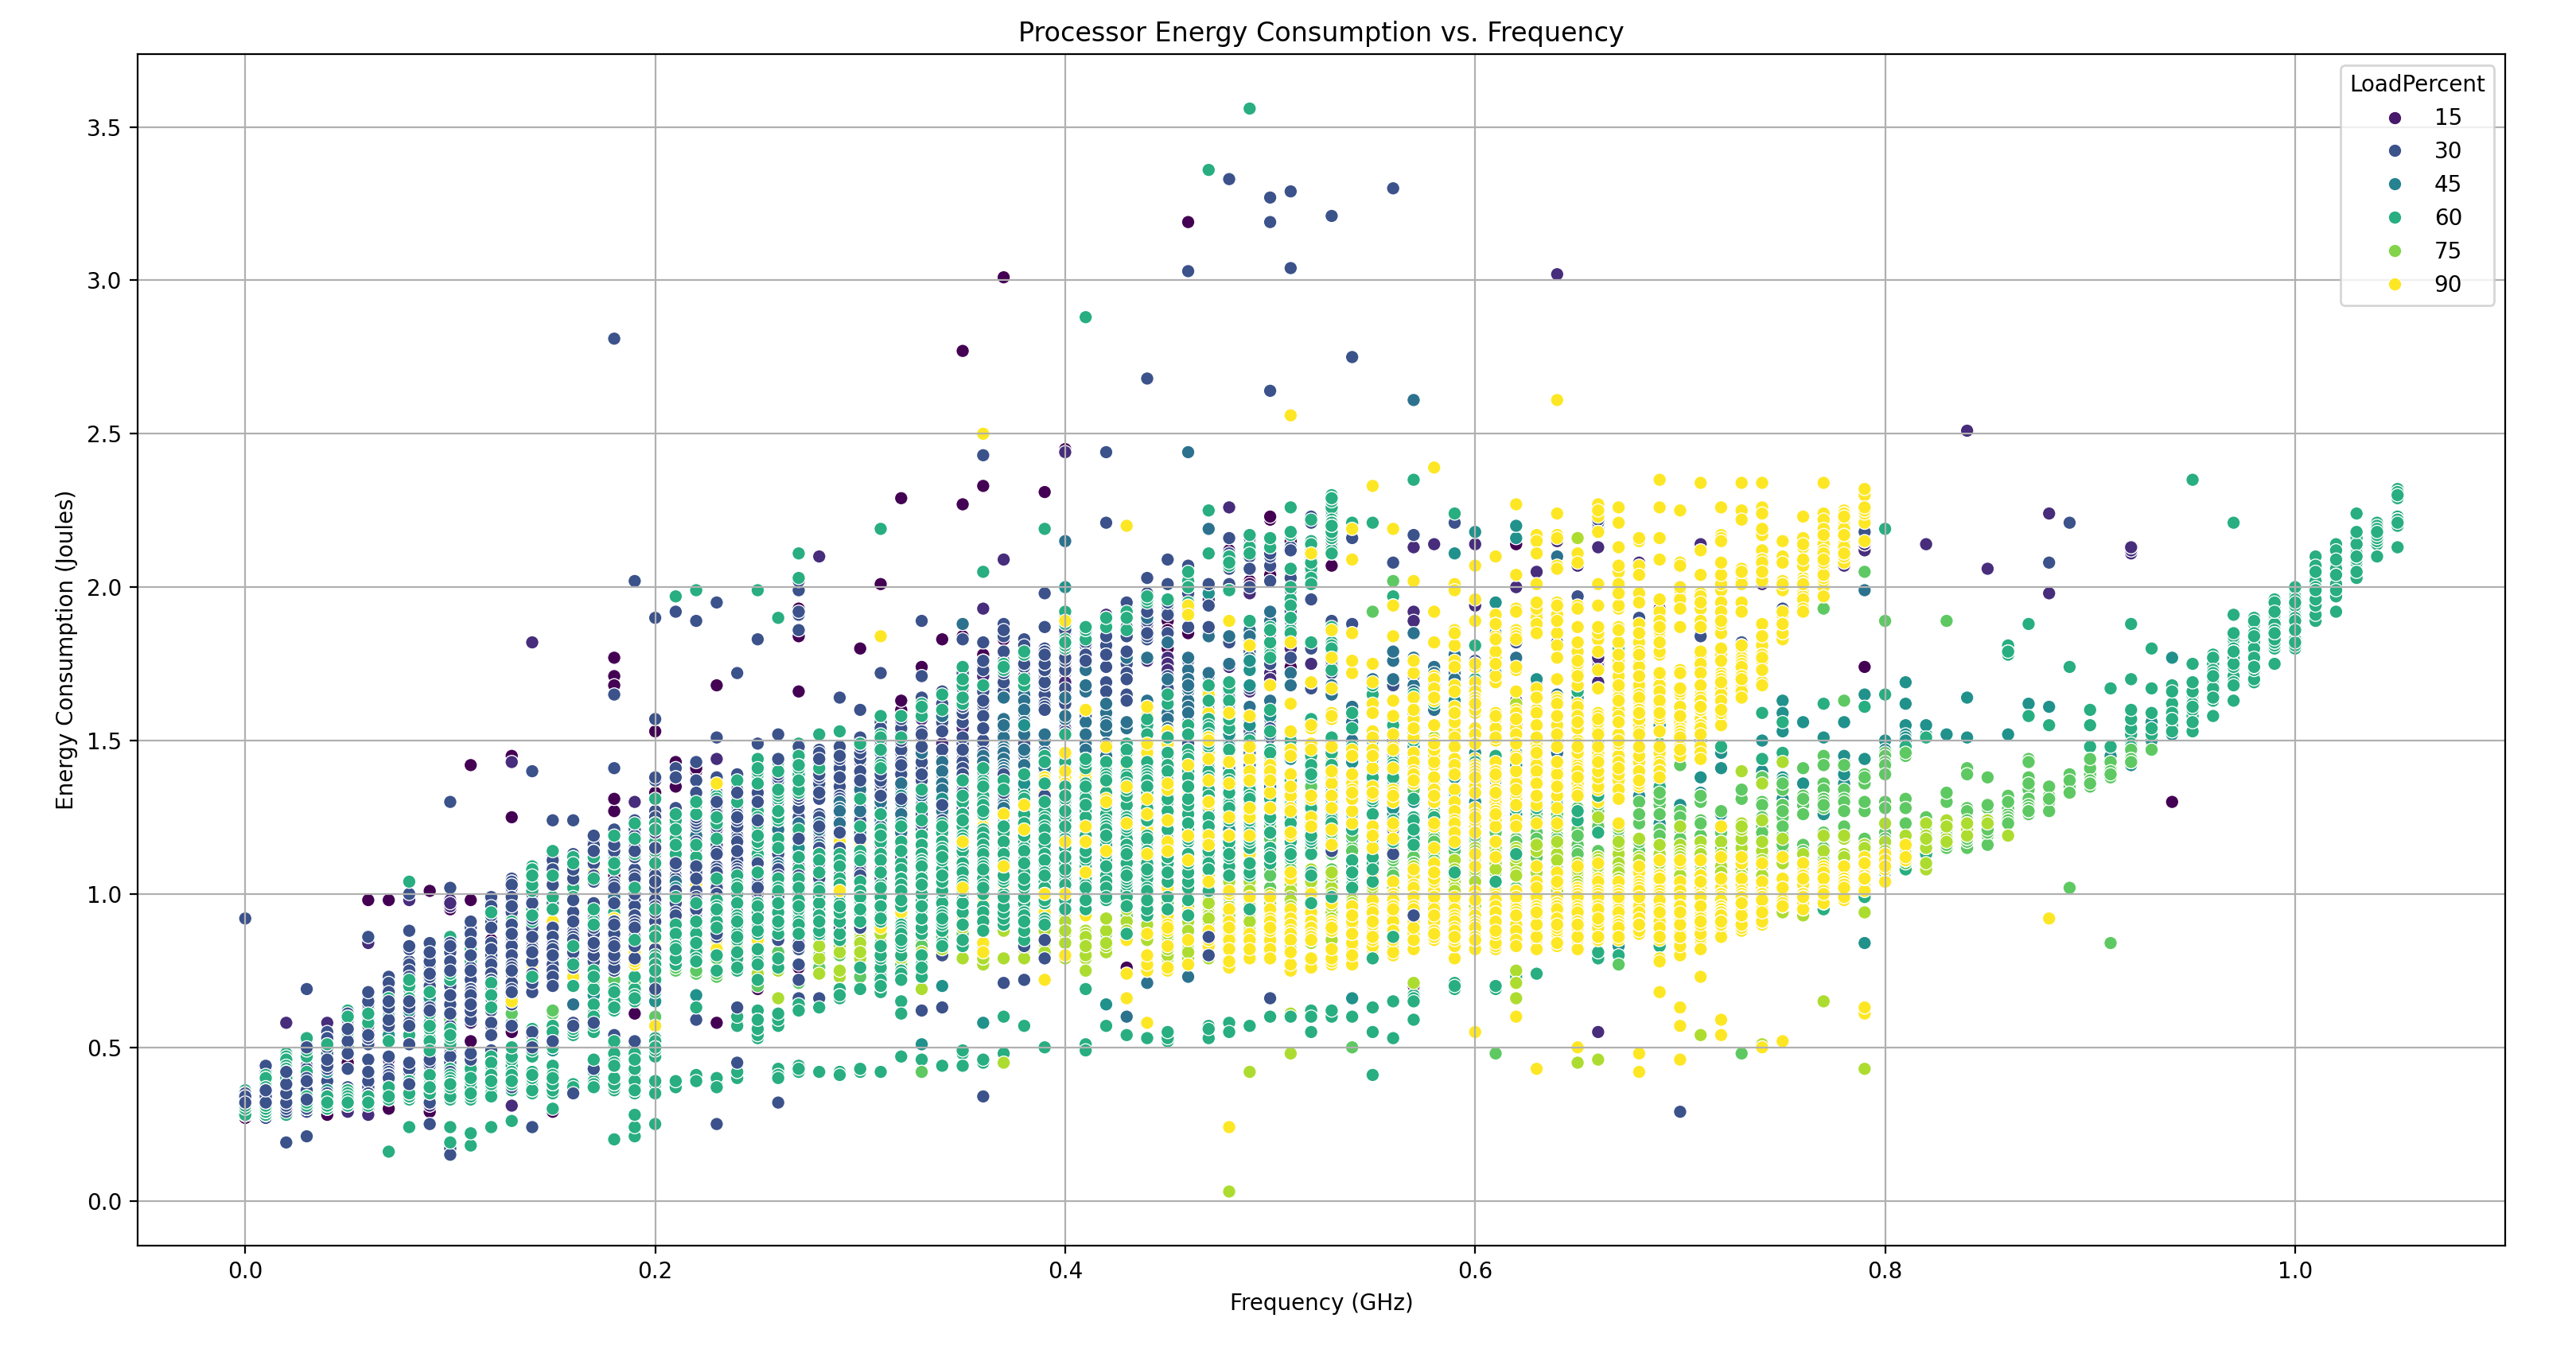 Processor Energy Consumption vs. Frequency
LoadPercent
15
30
45
60
75
90
3.5
3.0
2.5
2.0
1.5
1.0
0.5
0.0
Energy Consumption (Joules)
0.0 0.2 0.4 0.6 0.8 1.0
Frequency (GHz)